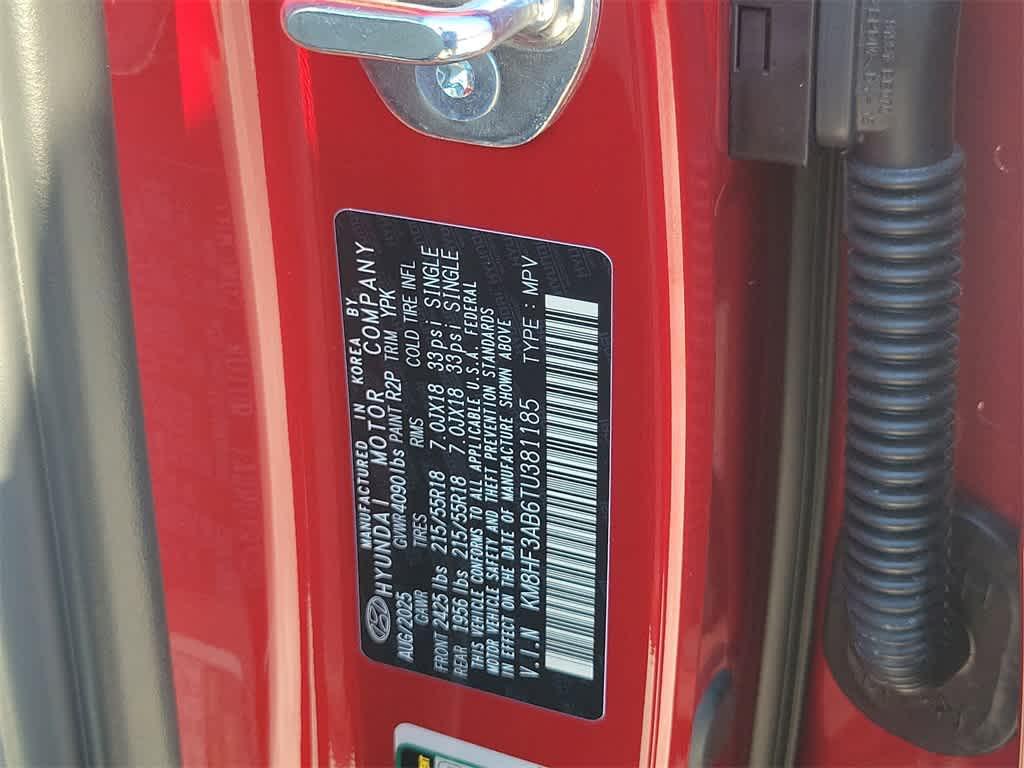 MANUFACTURED IN KOREA BY
HYUNDAI MOTOR COMPANY
AUG/2025 GVWR 4090lbs PAINT R2P TRIM YPK
GAWR TIRES RIMS COLD TIRE INFL
FRONT 2425 lbs 215/55R18 7.0JX18 33psi SINGLE
REAR 1956 lbs 215/55R18 7.0JX18 33psi SINGLE
THIS VEHICLE CONFORMS TO ALL APPLICABLE U.S.A. FEDERAL
MOTOR VEHICLE SAFETY AND THEFT PREVENTION STANDARDS
IN EFFECT ON THE DATE OF MANUFACTURE SHOWN ABOVE
V.I.N KM8HF3AB6TU381185 TYPE : MPV